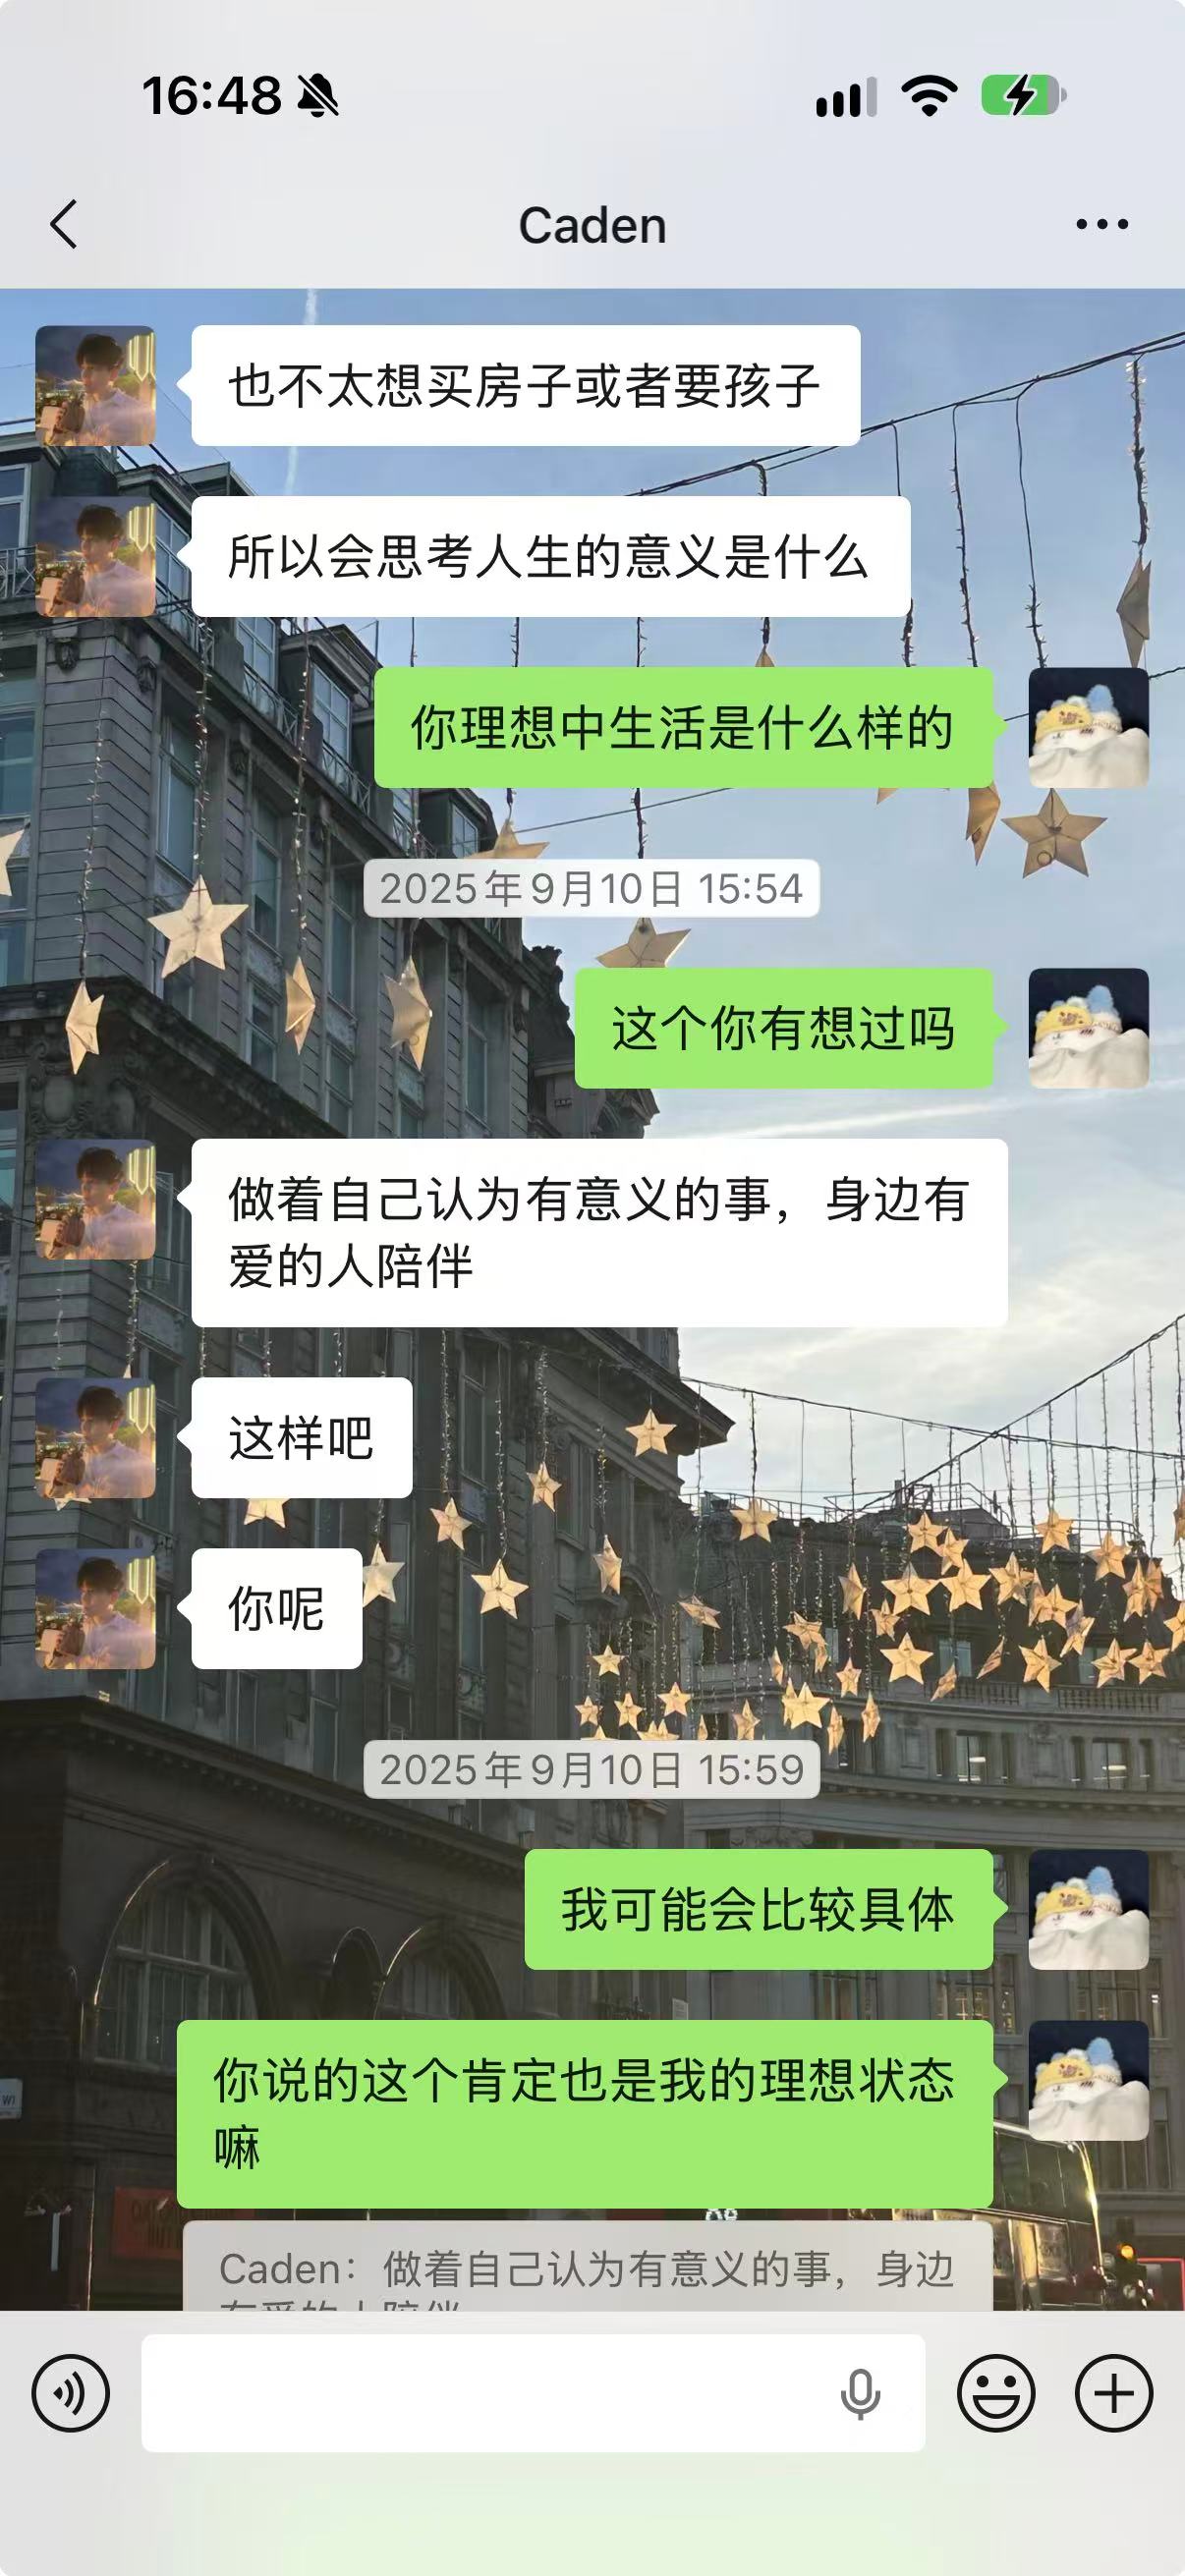 16:48
Caden
也不太想买房子或者要孩子
所以会思考人生的意义是什么
你理想中生活是什么样的
2025年9月10日 15:54
这个你有想过吗
做着自己认为有意义的事，身边有
爱的人陪伴
这样吧
你呢
2025年9月10日 15:59
我可能会比较具体
你说的这个肯定也是我的理想状态
嘛
Caden：做着自己认为有意义的事，身边
有爱的人陪伴